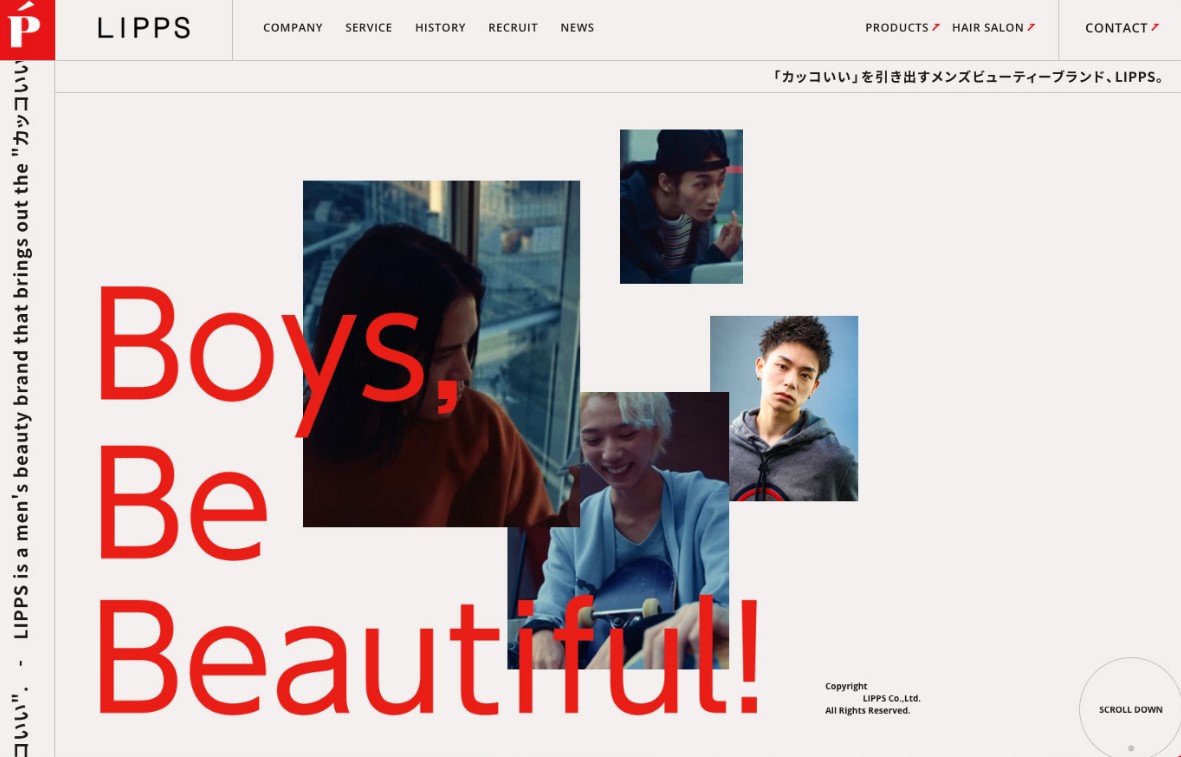 Ṕ
LIPPS
COMPANY
SERVICE
HISTORY
RECRUIT
NEWS
PRODUCTS
HAIR SALON
CONTACT
「カッコいい」を引き出すメンズビューティーブランド、LIPPS。
コいい".  -  LIPPS is a men's beauty brand that brings out the "カッコいい
Boys,
Be
Beautiful!
Copyright
LIPPS Co.,Ltd.
All Rights Reserved.
SCROLL DOWN